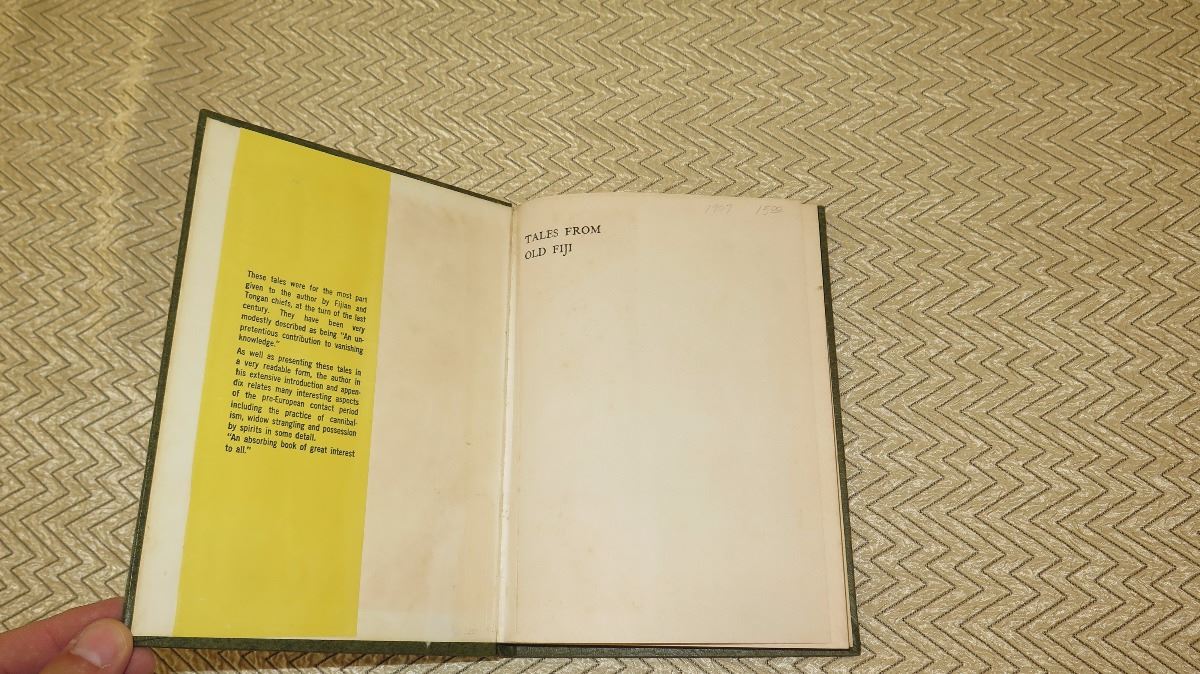 These tales were for the most part
given to the author by Fijian and
Tongan chiefs, at the turn of the last
century. They have been very
modestly described as being "An un-
pretentious contribution to vanishing
knowledge."
As well as presenting these tales in
a very readable form, the author in
his extensive introduction and appen-
dix relates many interesting aspects
of the pre-European contact period
including the practice of cannibal-
ism, widow strangling and possession
by spirits in some detail.
"An absorbing book of great interest
to all."
TALES FROM
OLD FIJI